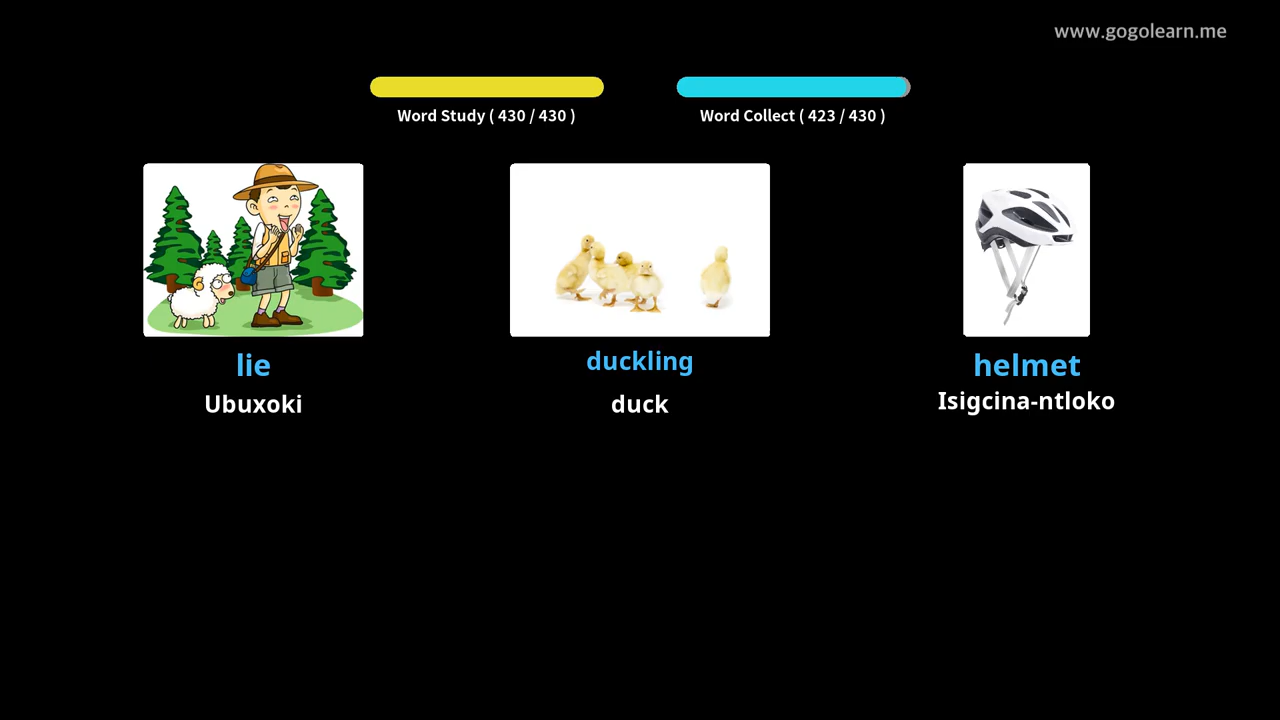 www.gogolearn.me
Word Study ( 430 / 430 )
Word Collect ( 423 / 430 )
lie
Ubuxoki
duckling
duck
helmet
Isigcina-ntloko